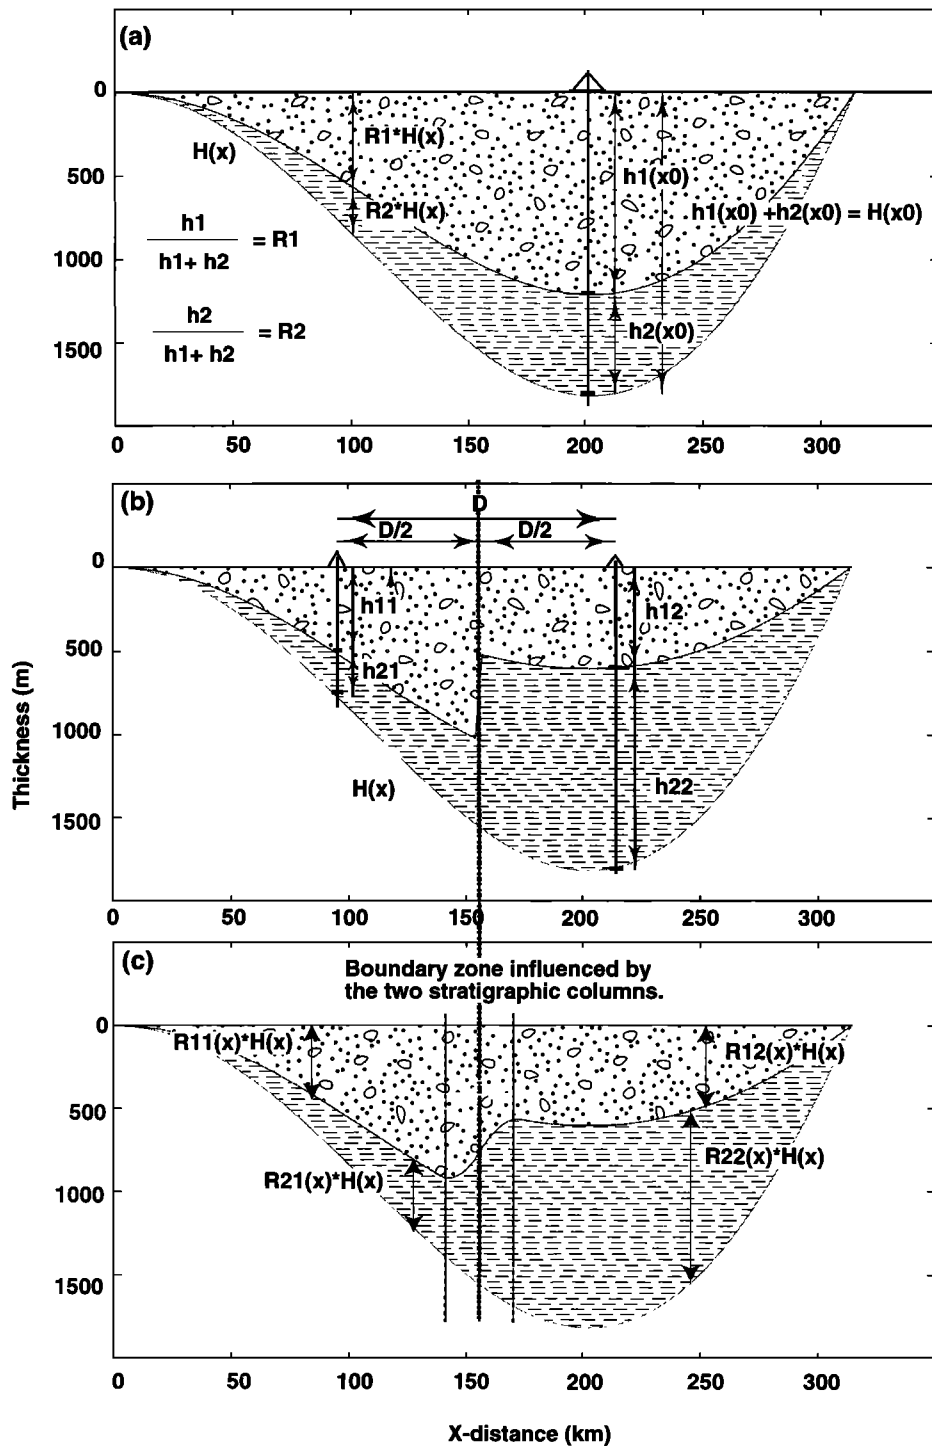 (a)
0
500
1000
1500
H(x)
R1*H(x)
R2*H(x)
h1(x0)
h1(x0) +h2(x0) = H(x0)
h2(x0)
h1
h1+ h2
= R1
h2
h1+ h2
= R2
0 50 100 150 200 250 300
(b)
D
D/2 D/2
0
500
1000
1500
h11
h12
h21
h22
H(x)
Thickness (m)
0 50 100 150 200 250 300
(c)
Boundary zone influenced by
the two stratigraphic columns.
0
500
1000
1500
R11(x)*H(x)
R12(x)*H(x)
R21(x)*H(x)
R22(x)*H(x)
0 50 100 150 200 250 300
X-distance (km)